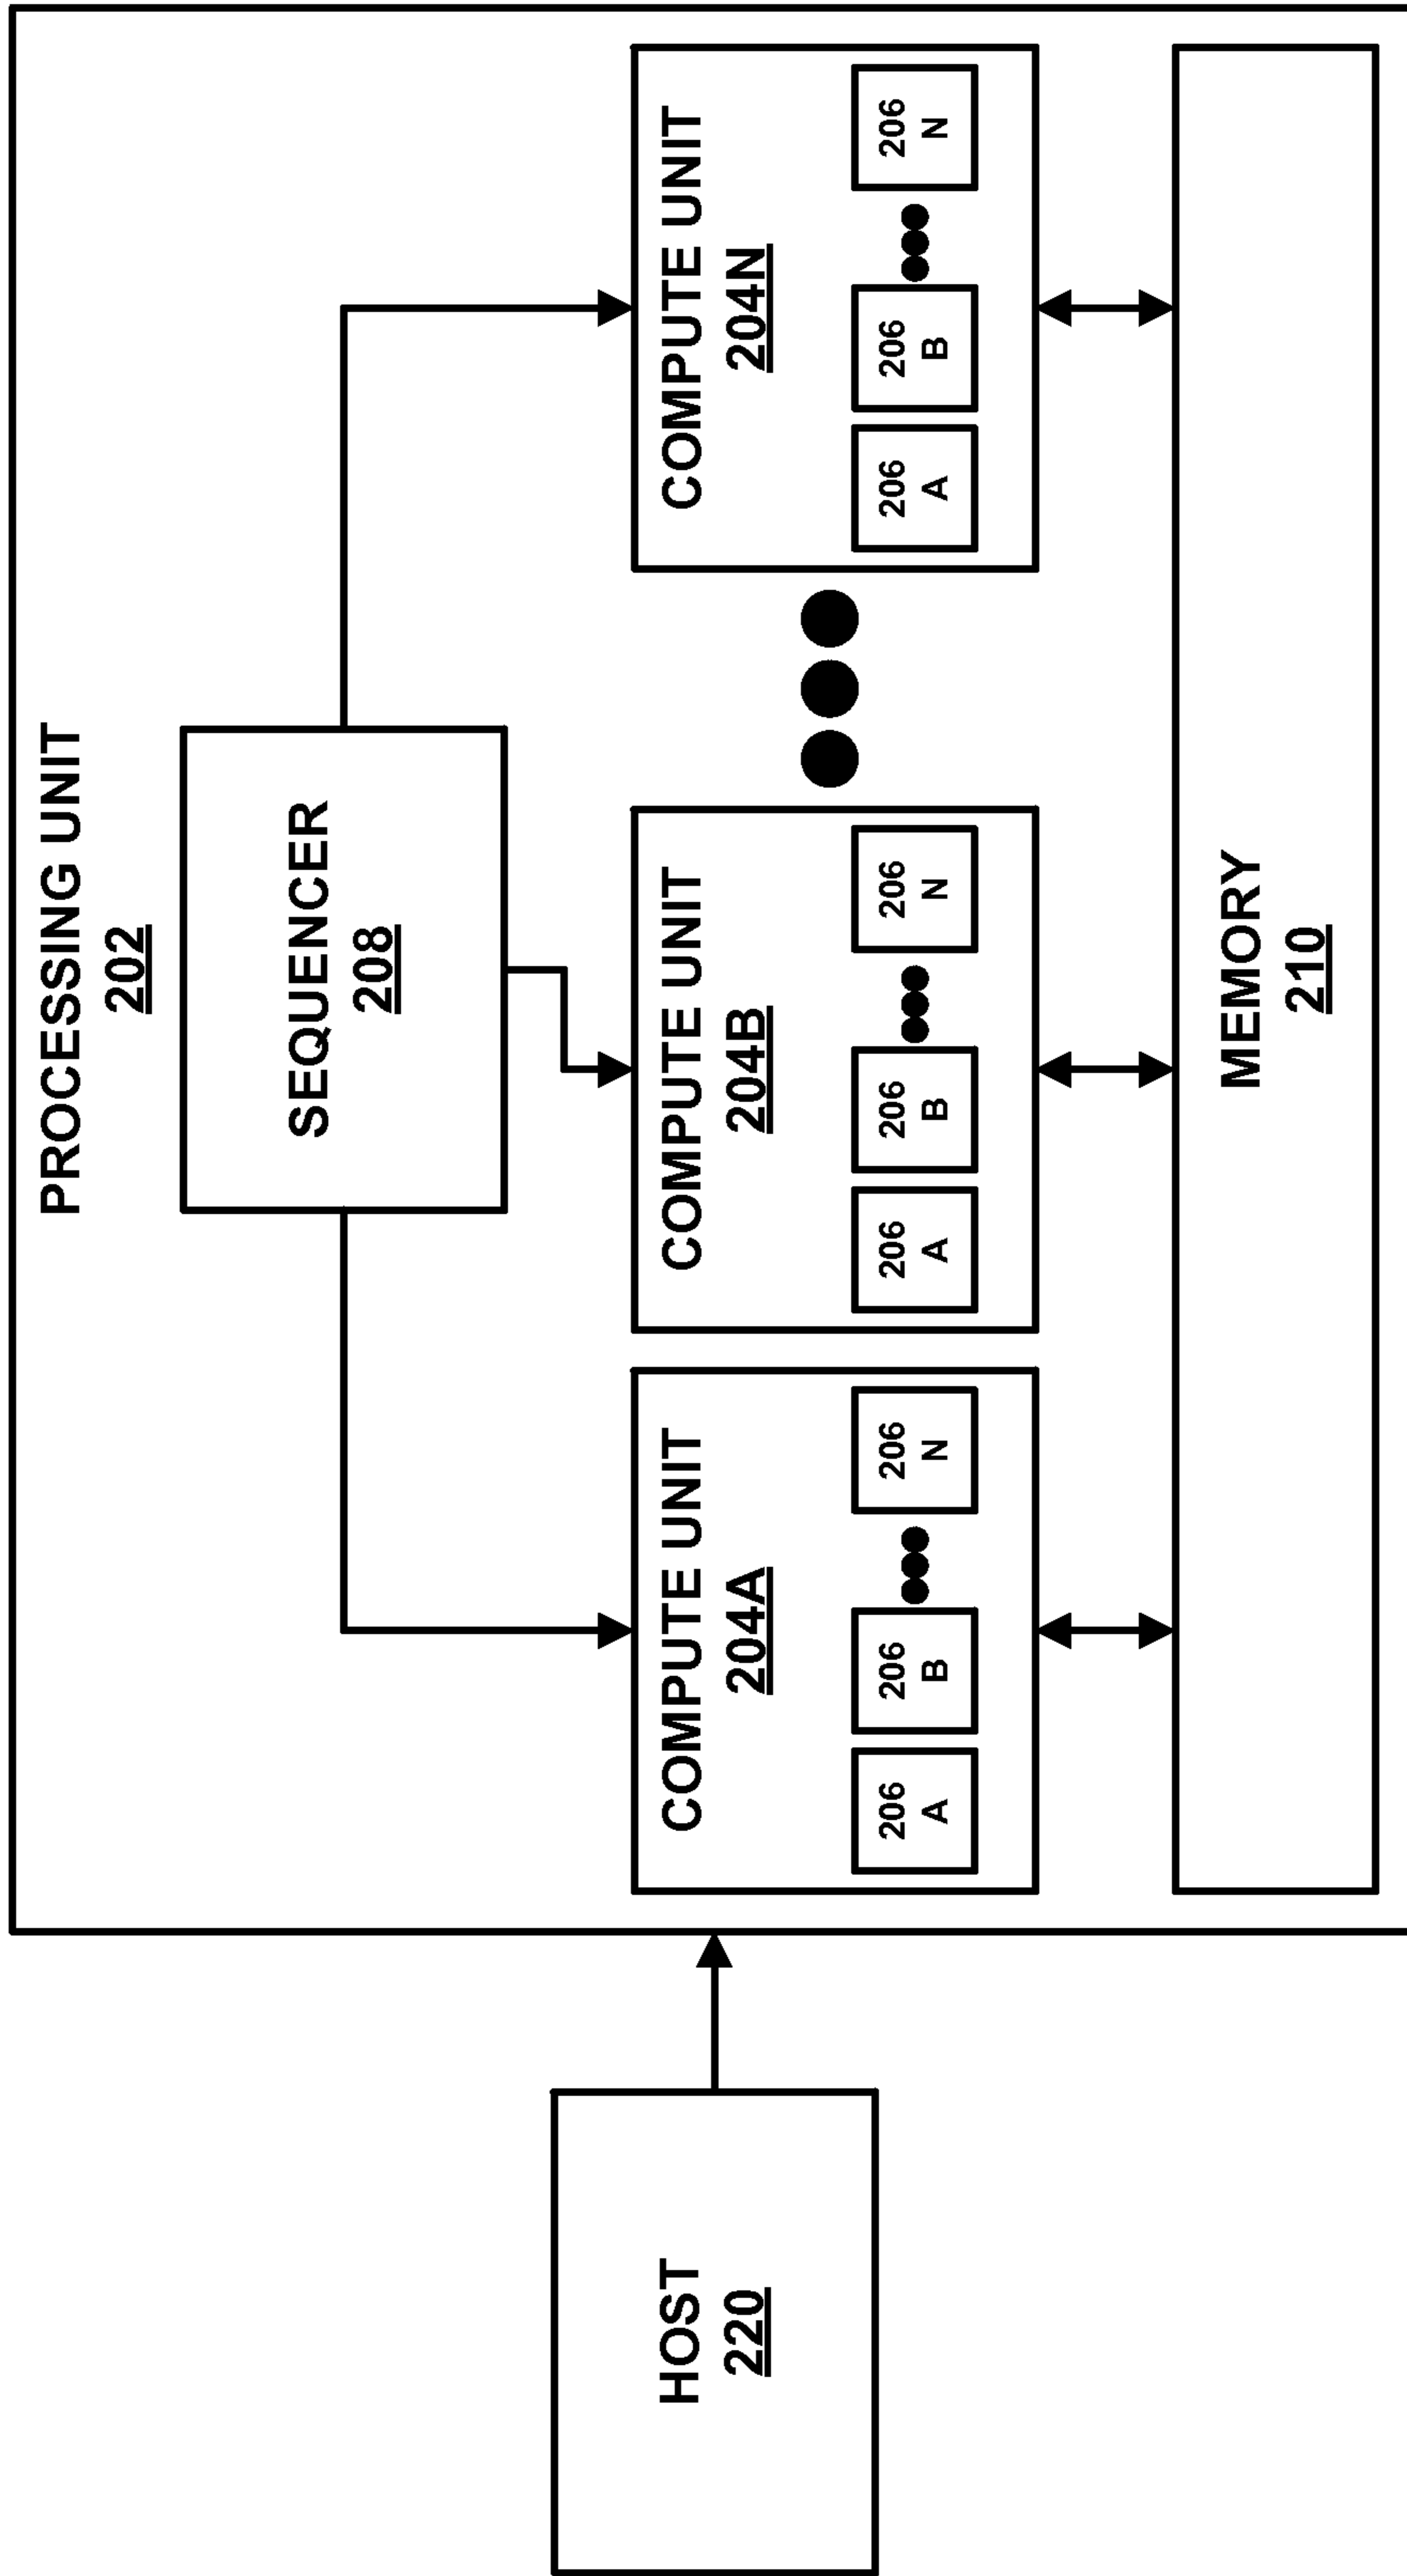 PROCESSING UNIT
202
SEQUENCER
208
COMPUTE UNIT
204A
206
A
206
B
206
N
COMPUTE UNIT
204B
206
A
206
B
206
N
COMPUTE UNIT
204N
206
A
206
B
206
N
MEMORY
210
HOST
220